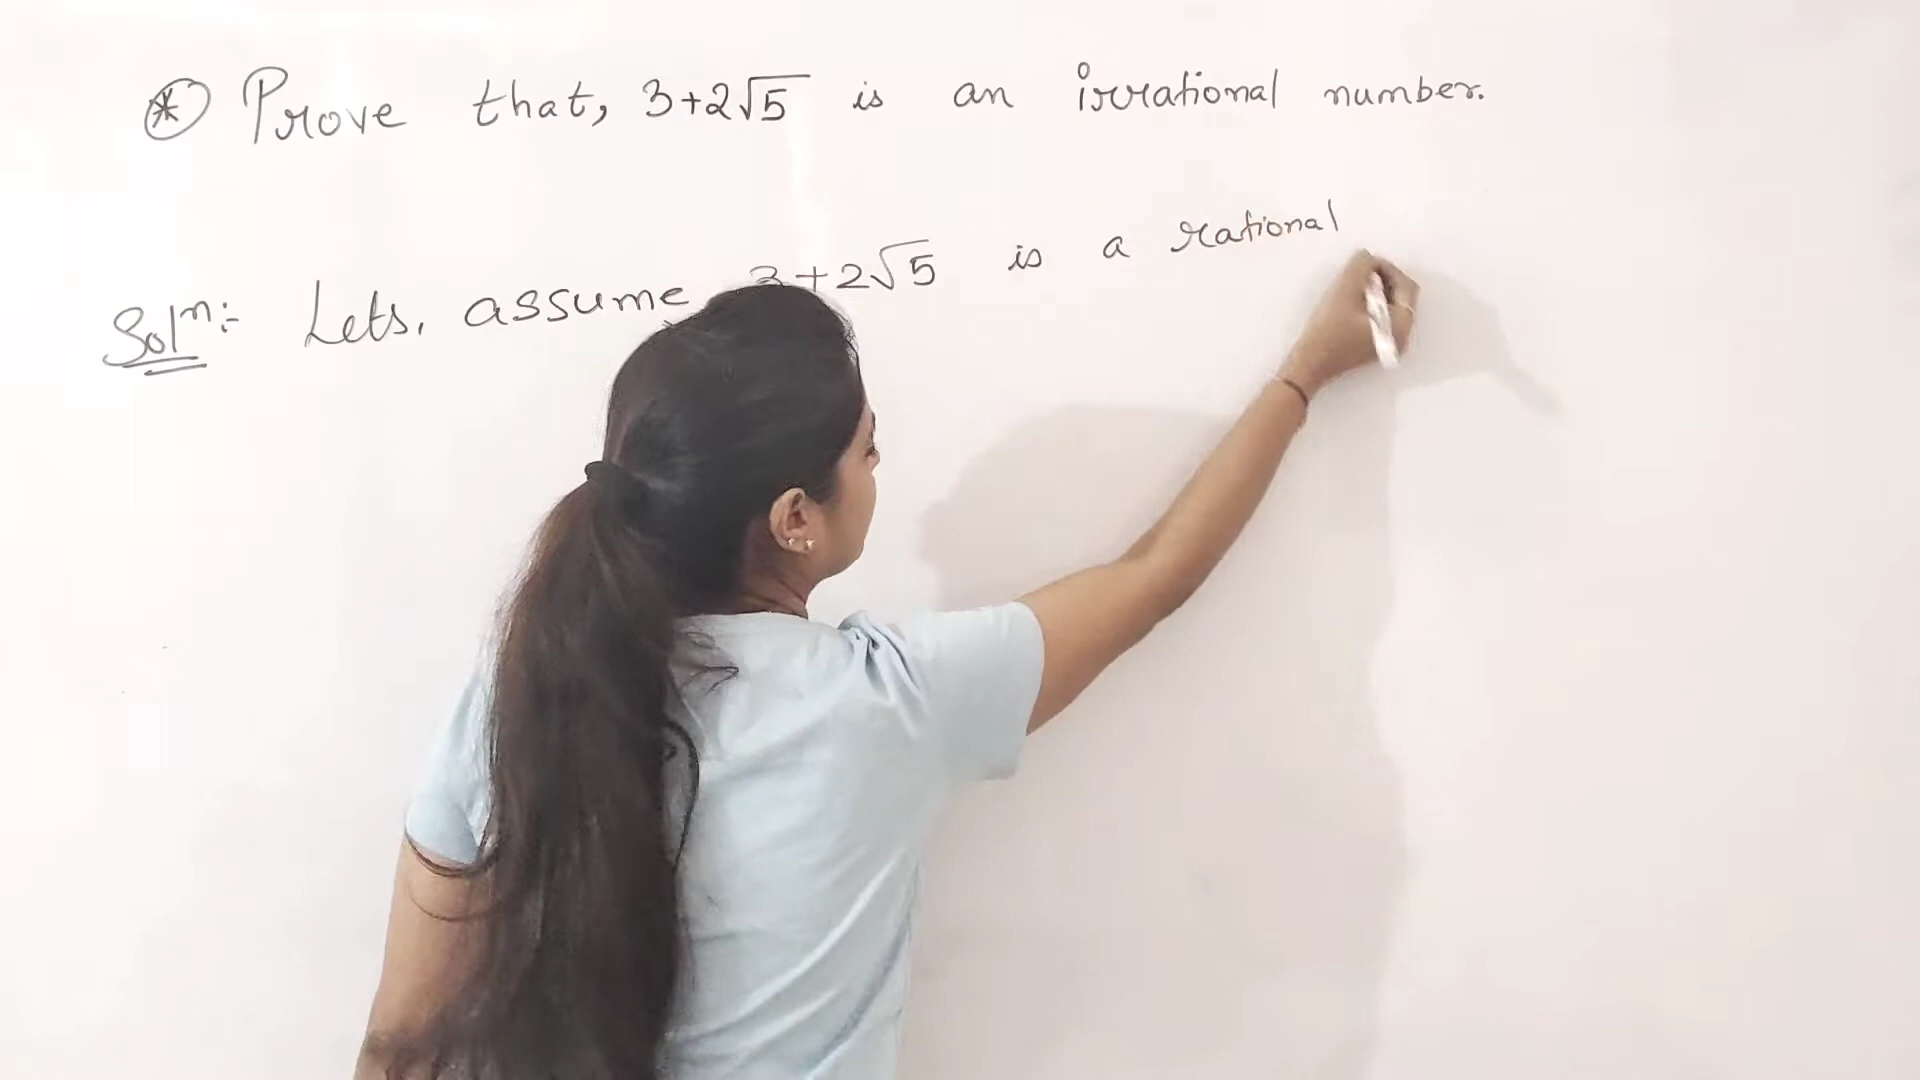 * Prove that, 3+2√5 is an irrational number.
Solⁿ:- Lets, assume 3+2√5 is a rational